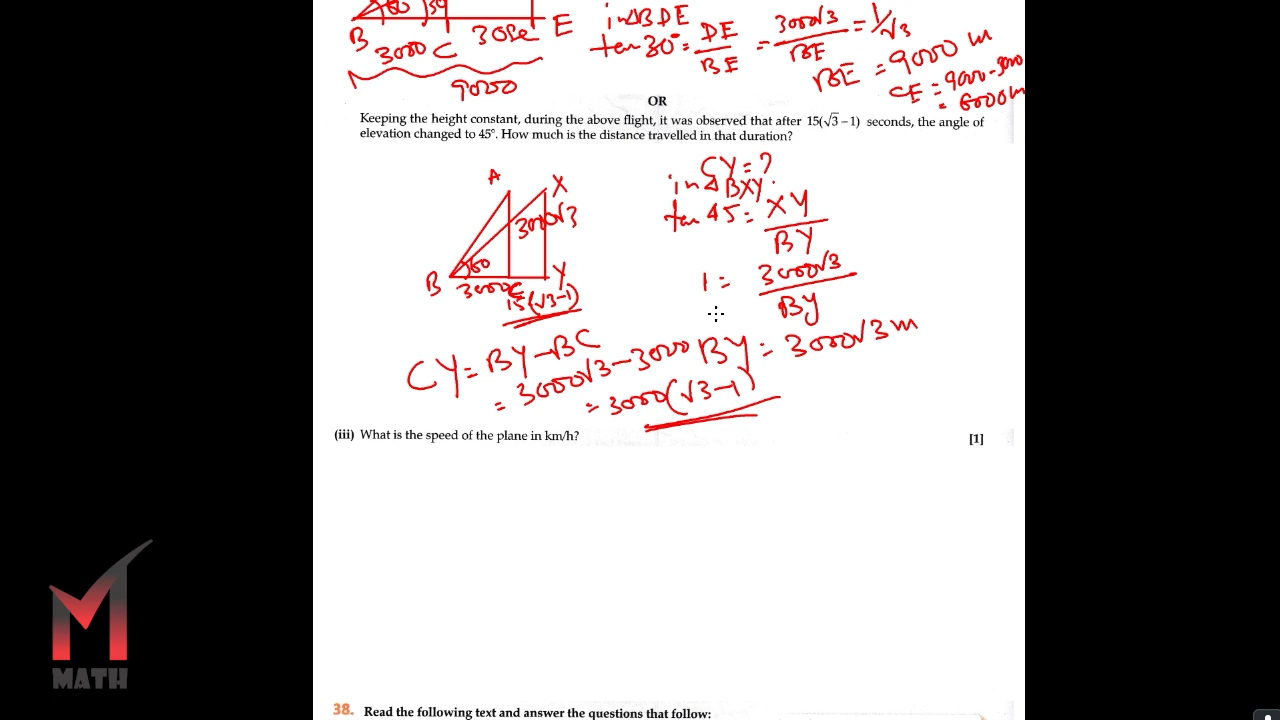 60 30
B 3000 C 30sec E
9000
in ΔBDE
tan 30° = DE/BE = 3000√3/BE = 1/√3
BE = 9000 m
CE = 9000-3000
= 6000m
OR
Keeping the height constant, during the above flight, it was observed that after 15(√3 – 1) seconds, the angle of
elevation changed to 45°. How much is the distance travelled in that duration?
A X
3000√3
60
B 3000 C Y
15(√3-1)
CY = ?
in Δ BXY.
tan 45 = XY/BY
1 = 3000√3/BY
BY = 3000√3 m
CY = BY - BC
= 3000√3 - 3000
= 3000(√3-1)
(iii) What is the speed of the plane in km/h? [1]
38. Read the following text and answer the questions that follow:
MATH